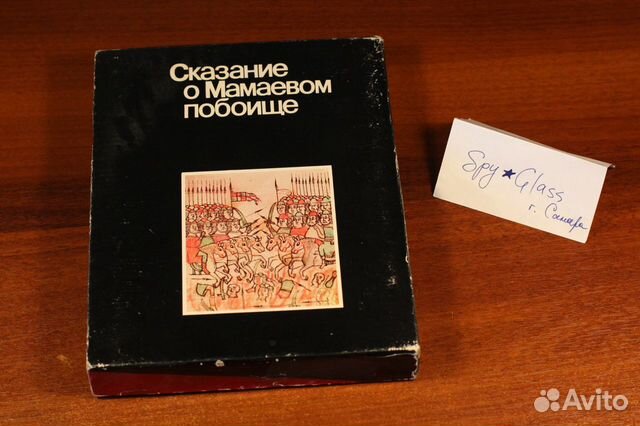 Сказание
о Мамаевом
побоище
Spy★Glass
г. Самара
Avito